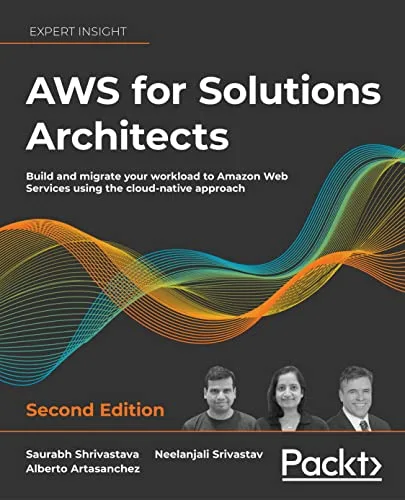 EXPERT INSIGHT
AWS for Solutions
Architects
Build and migrate your workload to Amazon Web
Services using the cloud-native approach
Second Edition
Saurabh Shrivastava Neelanjali Srivastav
Alberto Artasanchez
Packt>